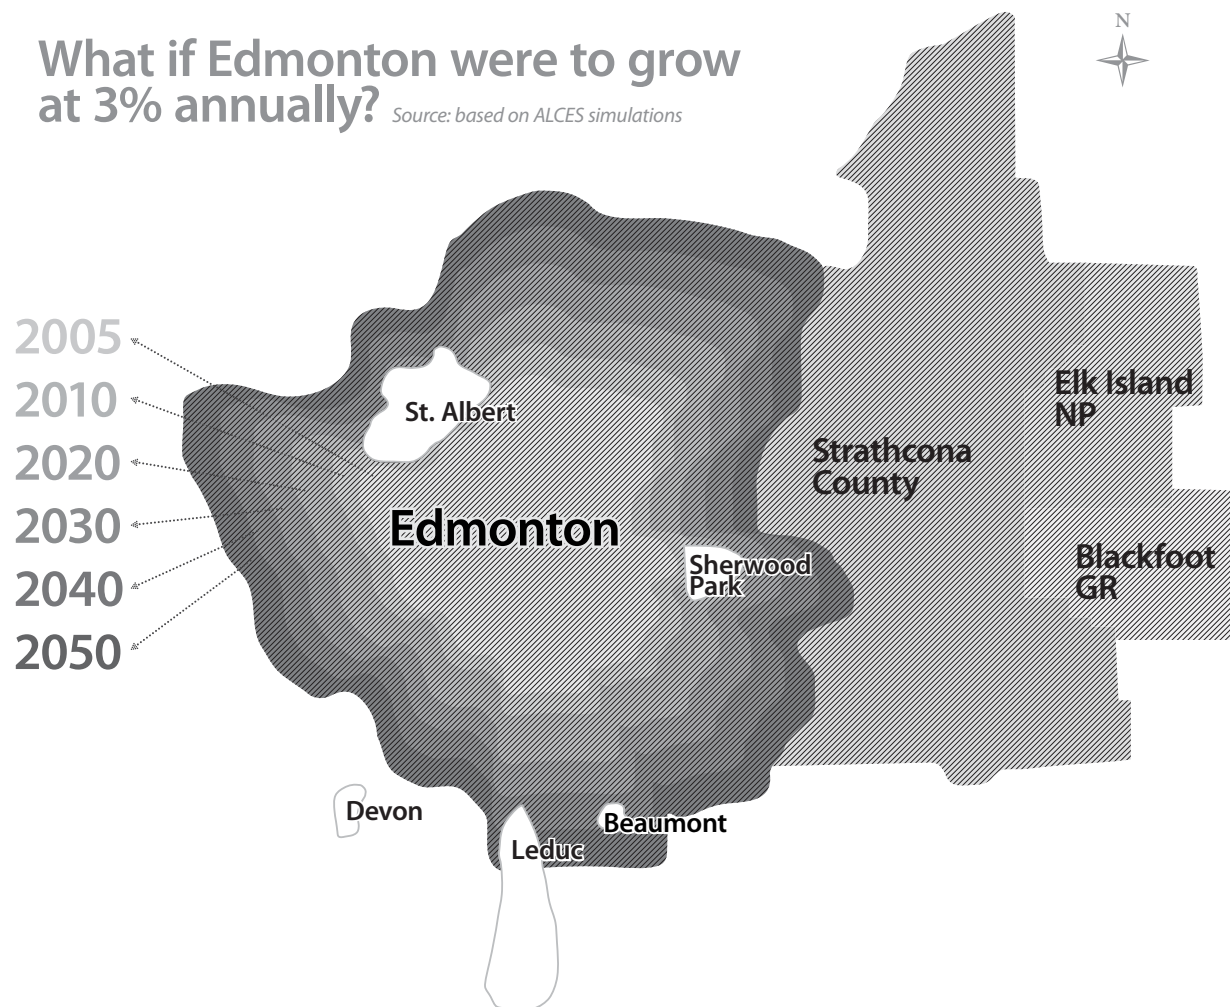 N
What if Edmonton were to grow
at 3% annually? Source: based on ALCES simulations
2005
2010
2020
2030
2040
2050
St. Albert
Edmonton
Sherwood
Park
Strathcona
County
Elk Island
NP
Blackfoot
GR
Devon
Leduc
Beaumont